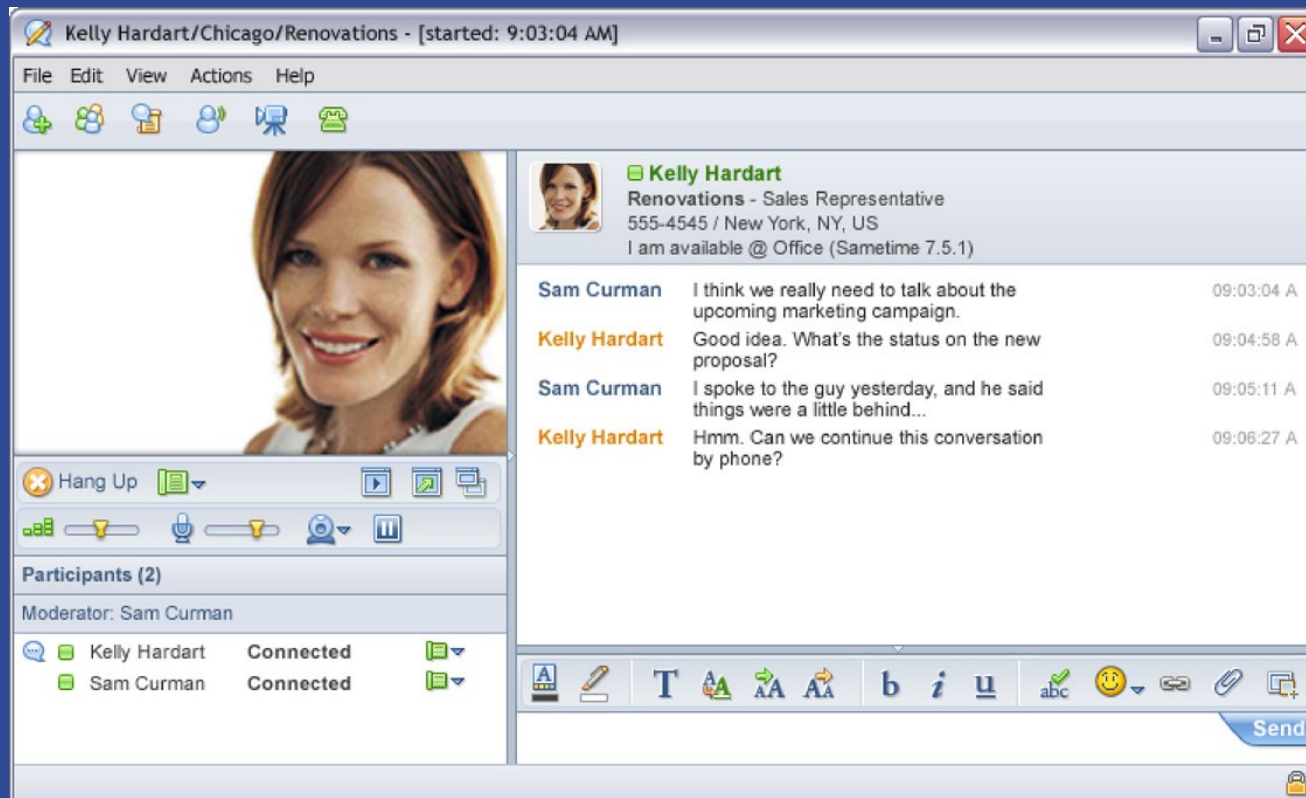 Kelly Hardart/Chicago/Renovations - [started: 9:03:04 AM]
File Edit View Actions Help
Kelly Hardart
Renovations - Sales Representative
555-4545 / New York, NY, US
I am available @ Office (Sametime 7.5.1)
Sam Curman I think we really need to talk about the 09:03:04 A
upcoming marketing campaign.
Kelly Hardart Good idea. What's the status on the new 09:04:58 A
proposal?
Sam Curman I spoke to the guy yesterday, and he said 09:05:11 A
things were a little behind...
Kelly Hardart Hmm. Can we continue this conversation 09:06:27 A
by phone?
Hang Up
Participants (2)
Moderator: Sam Curman
Kelly Hardart Connected
Sam Curman Connected
A T AA AA AA b i u abc
Send